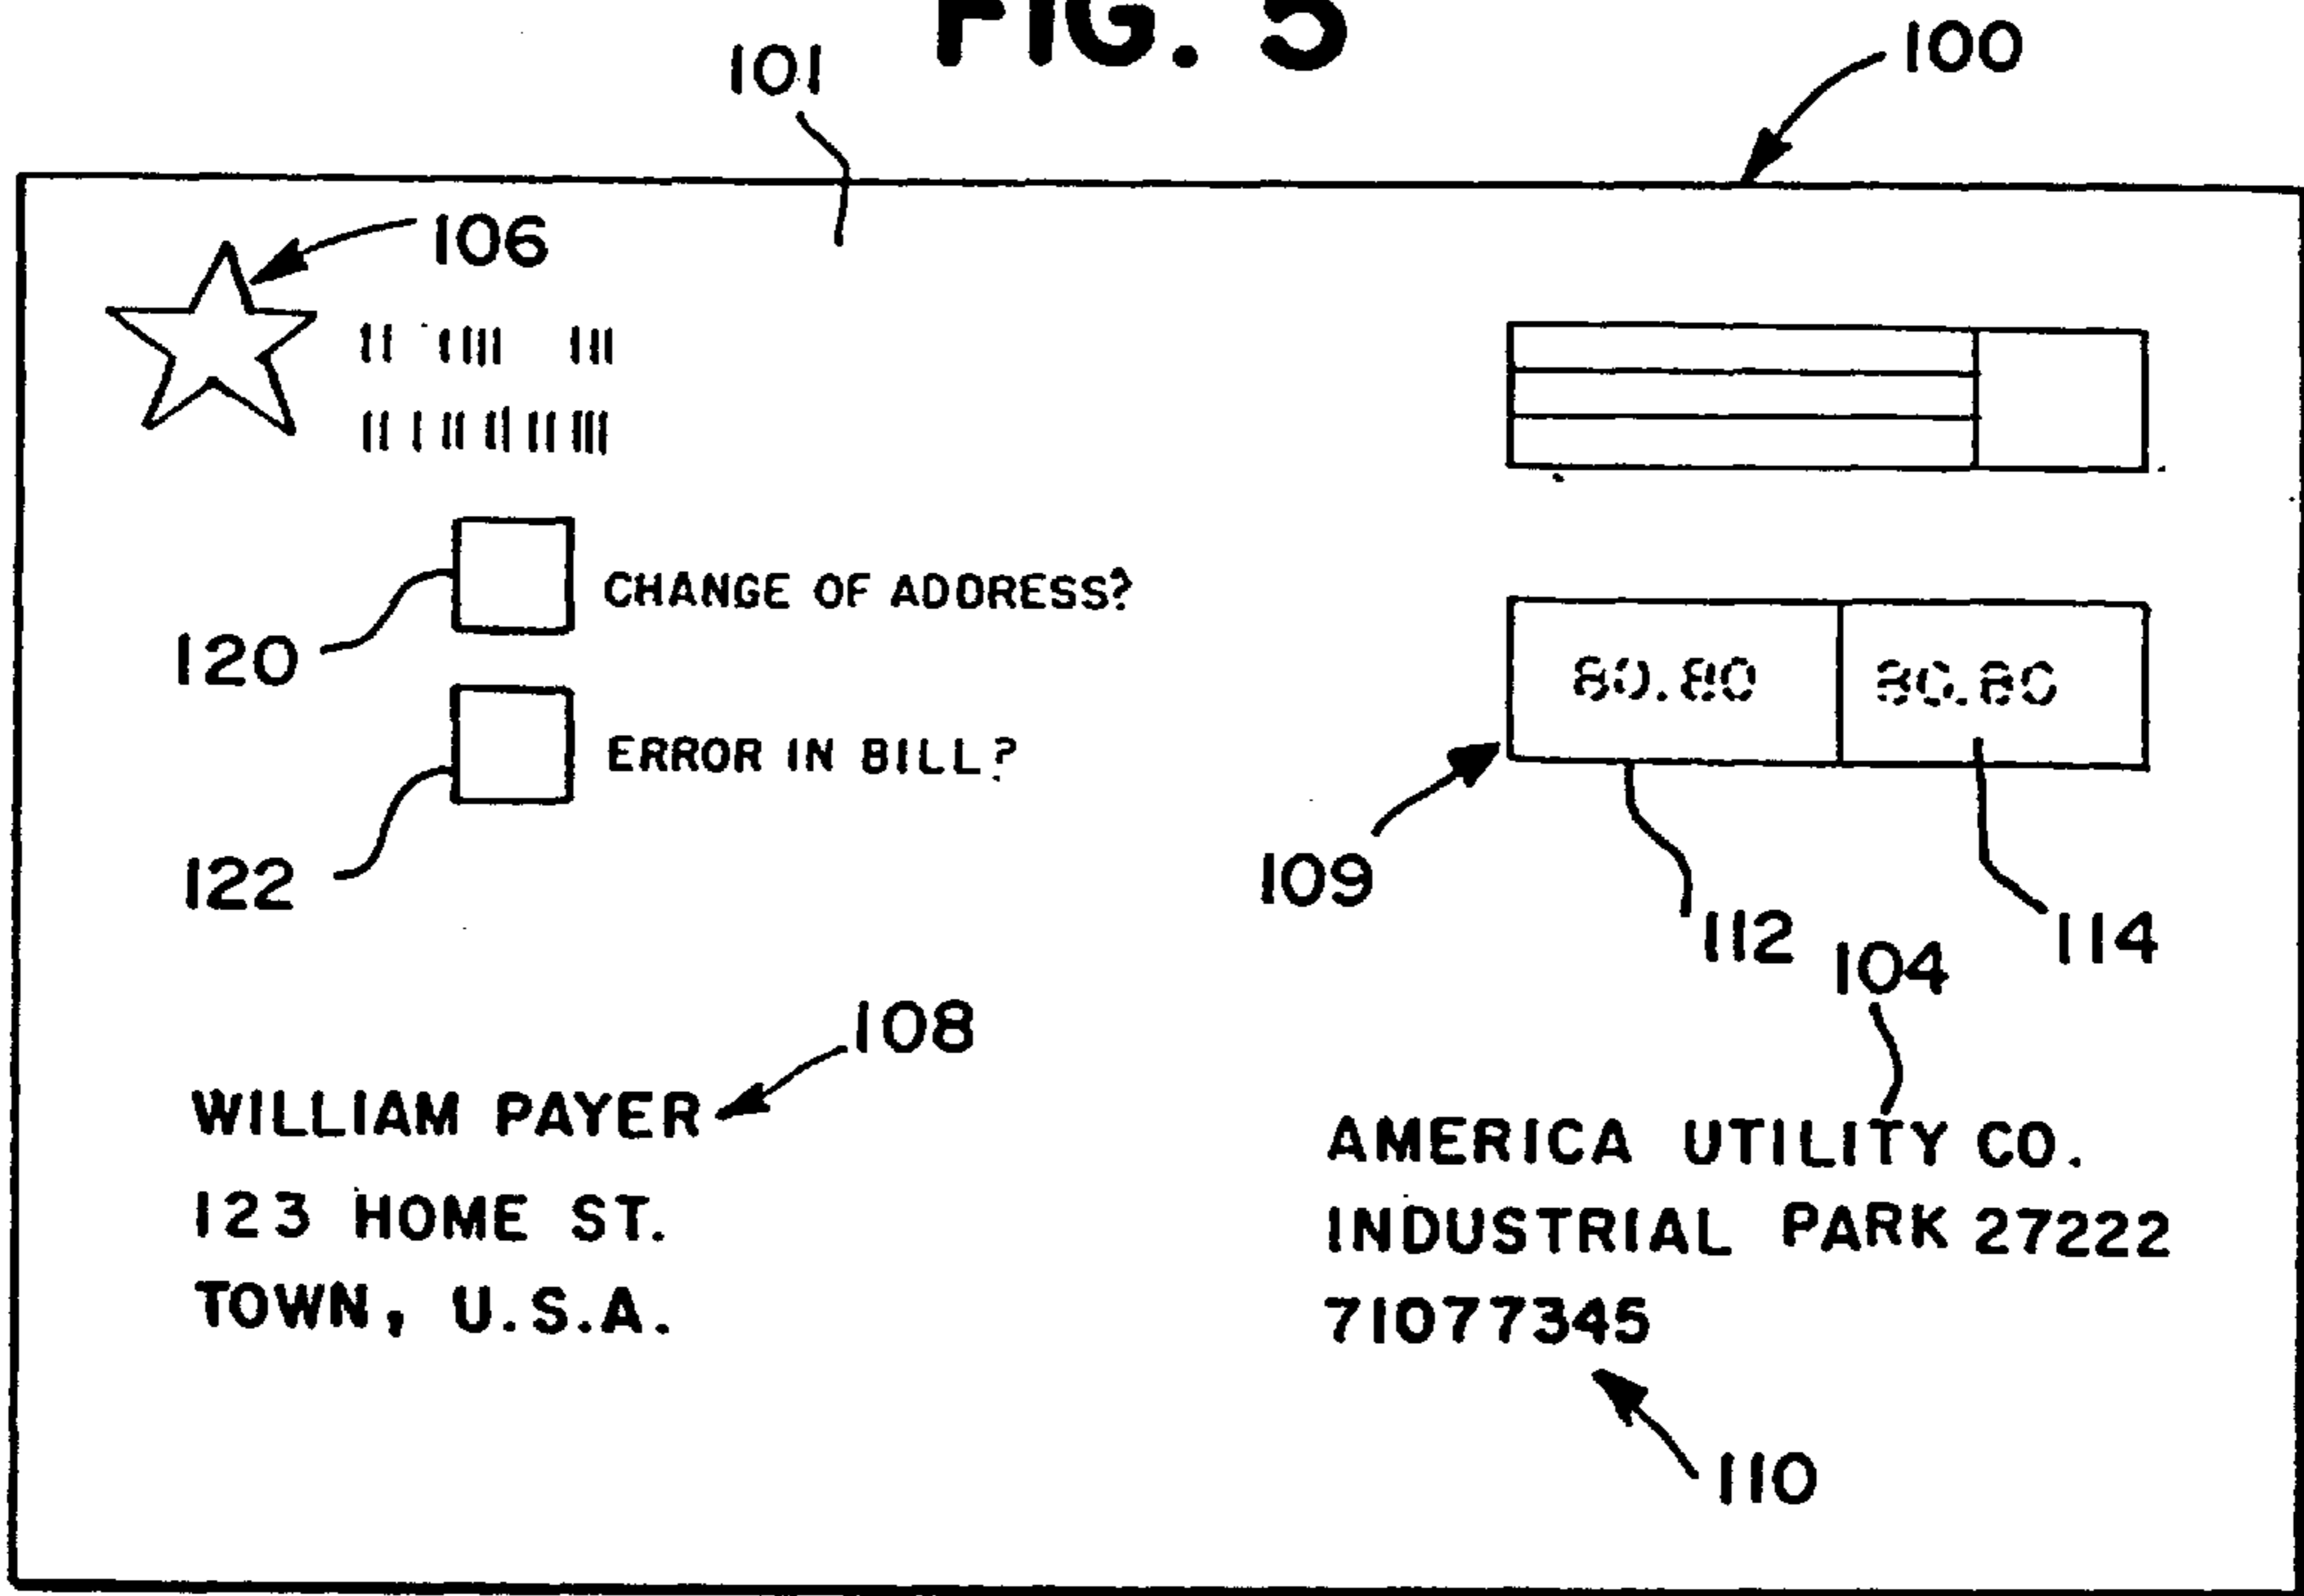 FIG. 5
101
100
106
CHANGE OF ADDRESS?
120
80.80 80.80
ERROR IN BILL?
122
109
112
114
104
108
WILLIAM PAYER
123 HOME ST.
TOWN, U.S.A.
AMERICA UTILITY CO.
INDUSTRIAL PARK 27222
71077345
110